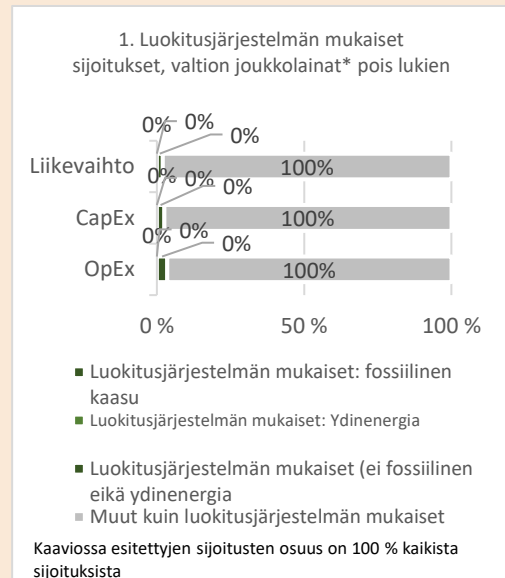 1. Luokitusjärjestelmän mukaiset
sijoitukset, valtion joukkolainat* pois lukien
0% 0% 0%
Liikevaihto 100%
0% 0% 0%
CapEx 100%
0% 0% 0%
OpEx 100%
0 % 50 % 100 %
Luokitusjärjestelmän mukaiset: fossiilinen
kaasu
Luokitusjärjestelmän mukaiset: Ydinenergia
Luokitusjärjestelmän mukaiset (ei fossiilinen
eikä ydinenergia
Muut kuin luokitusjärjestelmän mukaiset
Kaaviossa esitettyjen sijoitusten osuus on 100 % kaikista
sijoituksista